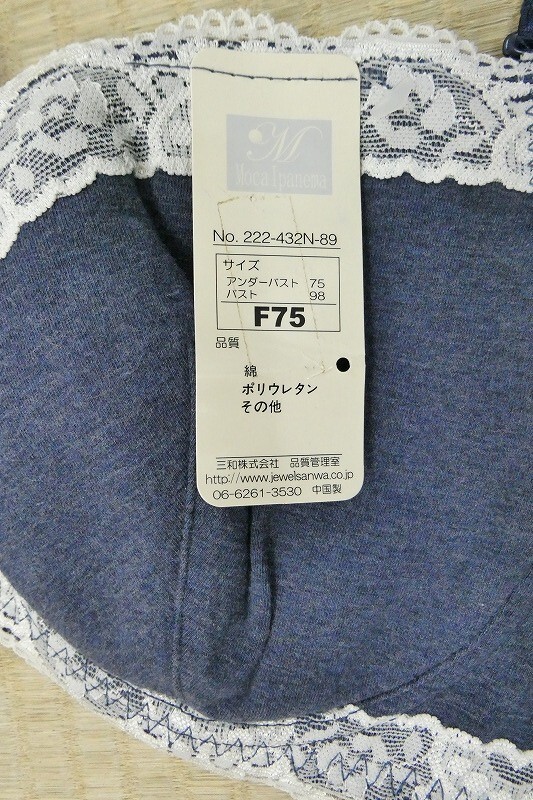 M
Moca Ipanema
No. 222-432N-89
サイズ
アンダーバスト 75
バスト 98
F75
品質
綿
ポリウレタン
その他
三和株式会社 品質管理室
http://www.jewelsanwa.co.jp
06-6261-3530 中国製